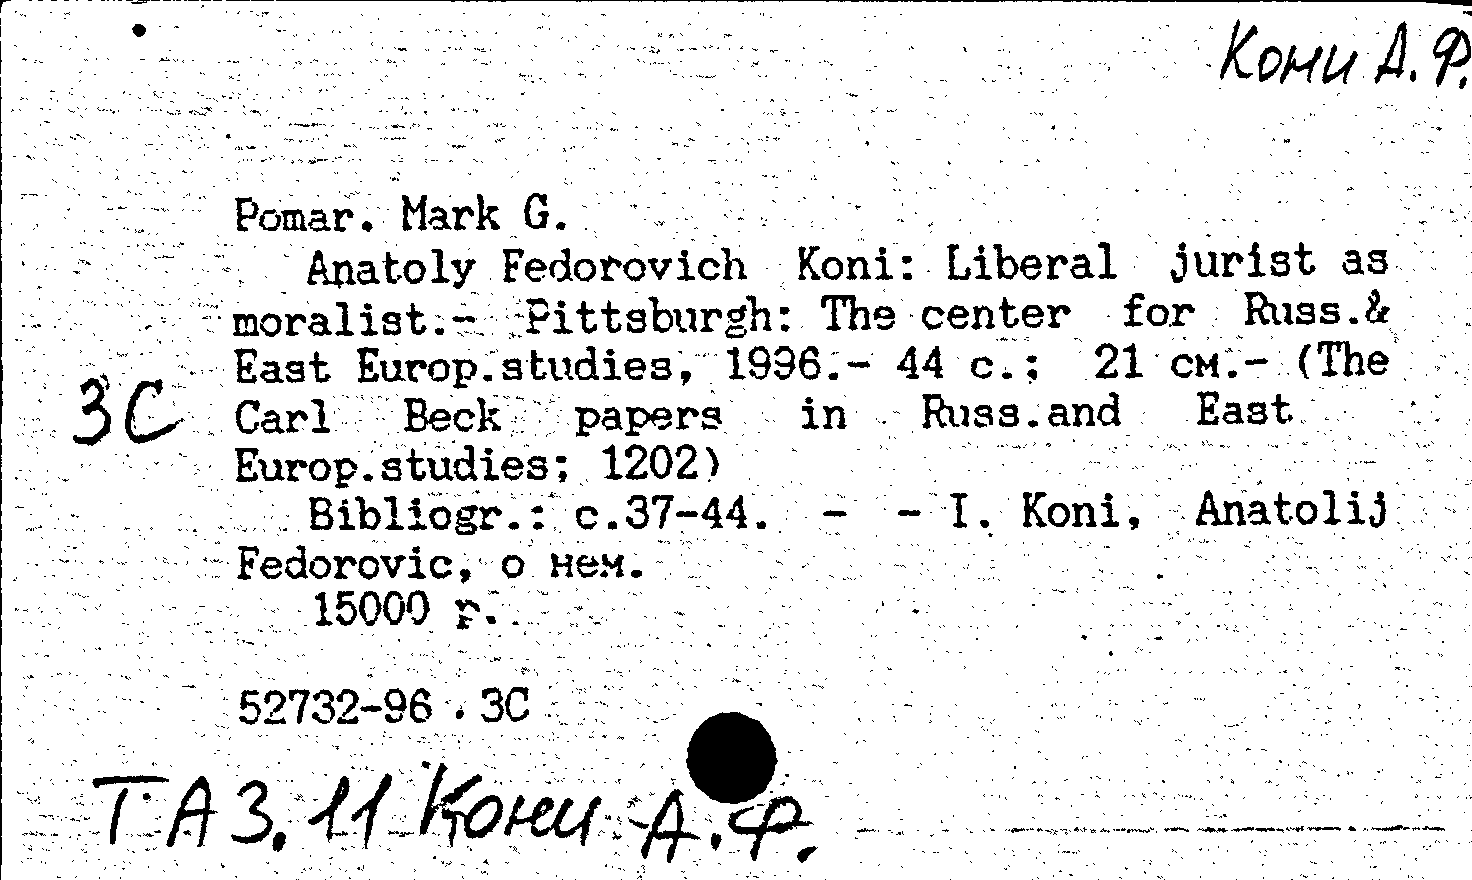 Кони А. Ф.
Pomar. Mark G.
Anatoly Fedorovich Koni: Liberal jurist as
moralist.- Pittsburgh: The center for Russ.&
East Europ.studies, 1996.- 44 с.; 21 см.- (The
3С Carl Beck papers in Russ.and East
Europ.studies; 1202)
Bibliogr.: с.37-44. - - I. Koni, Anatolij
Fedorovic, о нем.
15000 р.
52732-96 . 3С
ТА3.11 Кони А.Ф.